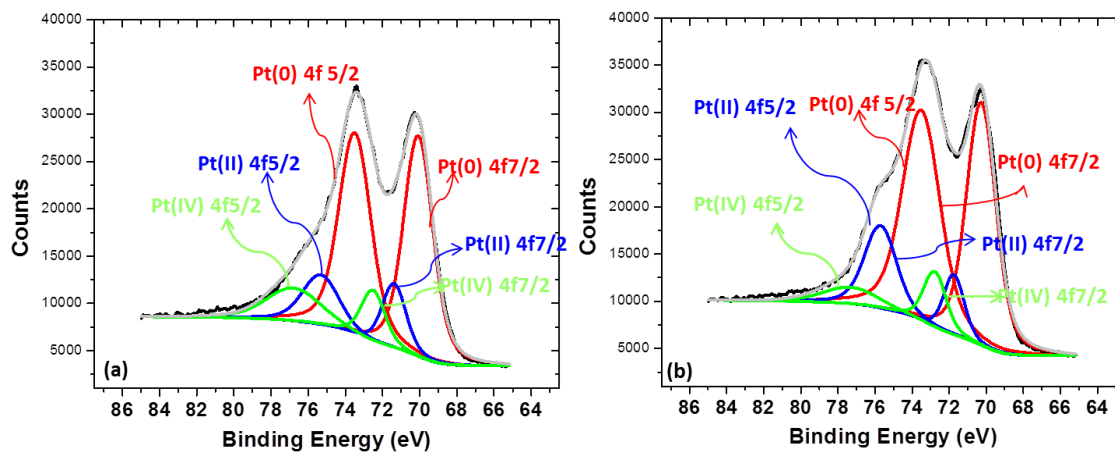 40000
35000
30000
25000
20000
15000
10000
5000
Counts
Pt(0) 4f 5/2
Pt(II) 4f5/2
Pt(IV) 4f5/2
Pt(0) 4f7/2
Pt(II) 4f7/2
Pt(IV) 4f7/2
(a)
86 84 82 80 78 76 74 72 70 68 66 64
Binding Energy (eV)
40000
35000
30000
25000
20000
15000
10000
5000
Counts
Pt(II) 4f5/2
Pt(0) 4f 5/2
Pt(IV) 4f5/2
Pt(0) 4f7/2
Pt(II) 4f7/2
Pt(IV) 4f7/2
(b)
86 84 82 80 78 76 74 72 70 68 66 64
Binding Energy (eV)